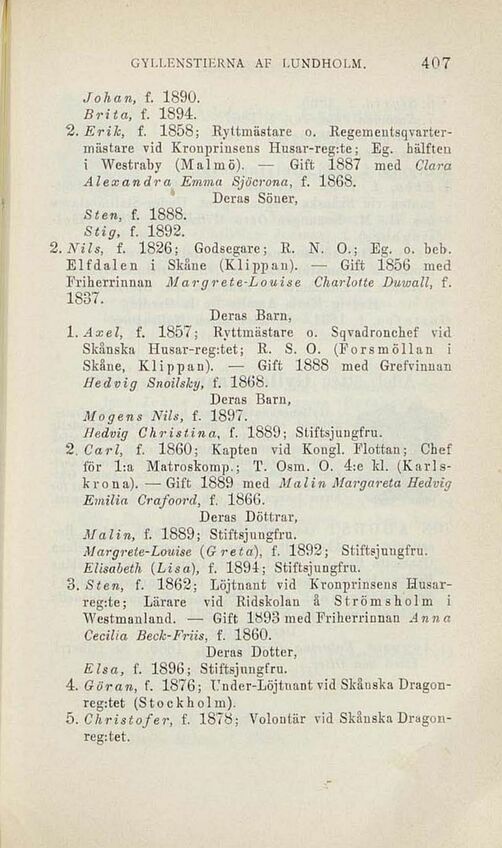 GYLLENSTIERNA AF LUNDHOLM. 407
Johan, f. 1890.
Brita, f. 1894.
2. Erik, f. 1858; Ryttmästare o. Regementsqvarter-
mästare vid Kronprinsens Husar-reg:te; Eg. hälften
i Westraby (Malmö). — Gift 1887 med Clara
Alexandra Emma Sjöcrona, f. 1868.
Deras Söner,
Sten, f. 1888.
Stig, f. 1892.
2. Nils, f. 1826; Godsegare; R. N. O.; Eg. o. beb.
Elfdalen i Skåne (Klippan). — Gift 1856 med
Friherrinnan Margrete-Louise Charlotte Duwall, f.
1837.
Deras Barn,
1. Axel, f. 1857; Ryttmästare o. Sqvadronchef vid
Skånska Husar-reg:tet; R. S. O. (Forsmöllan i
Skåne, Klippan). — Gift 1888 med Grefvinnan
Hedvig Snoilsky, f. 1868.
Deras Barn,
Mogens Nils, f. 1897.
Hedvig Christina, f. 1889; Stiftsjungfru.
2. Carl, f. 1860; Kapten vid Kongl. Flottan; Chef
för 1:a Matroskomp.; T. Osm. O. 4:e kl. (Karls-
krona). — Gift 1889 med Malin Margareta Hedvig
Emilia Crafoord, f. 1866.
Deras Döttrar,
Malin, f. 1889; Stiftsjungfru.
Margrete-Louise (Greta), f. 1892; Stiftsjungfru.
Elisabeth (Lisa), f. 1894; Stiftsjungfru.
3. Sten, f. 1862; Löjtnant vid Kronprinsens Husar-
reg:te; Lärare vid Ridskolan å Strömsholm i
Westmanland. — Gift 1893 med Friherrinnan Anna
Cecilia Beck-Friis, f. 1860.
Deras Dotter,
Elsa, f. 1896; Stiftsjungfru.
4. Göran, f. 1876; Under-Löjtnant vid Skånska Dragon-
reg:tet (Stockholm).
5. Christofer, f. 1878; Volontär vid Skånska Dragon-
reg:tet.